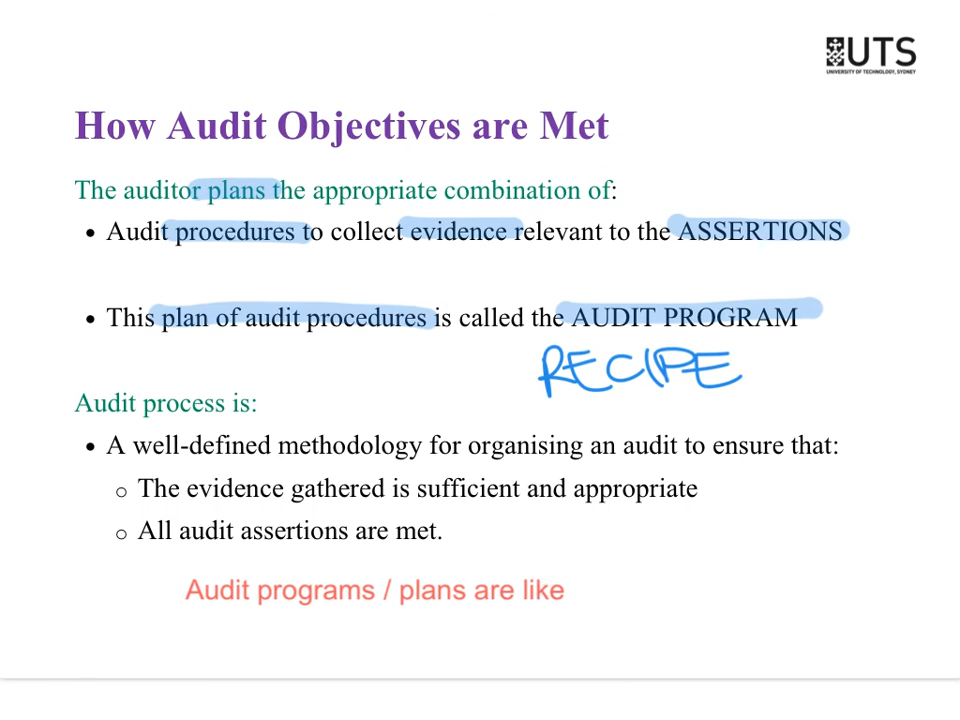 UTS
UNIVERSITY OF TECHNOLOGY, SYDNEY
How Audit Objectives are Met
The auditor plans the appropriate combination of:
• Audit procedures to collect evidence relevant to the ASSERTIONS
• This plan of audit procedures is called the AUDIT PROGRAM
RECIPE
Audit process is:
• A well-defined methodology for organising an audit to ensure that:
o The evidence gathered is sufficient and appropriate
o All audit assertions are met.
Audit programs / plans are like